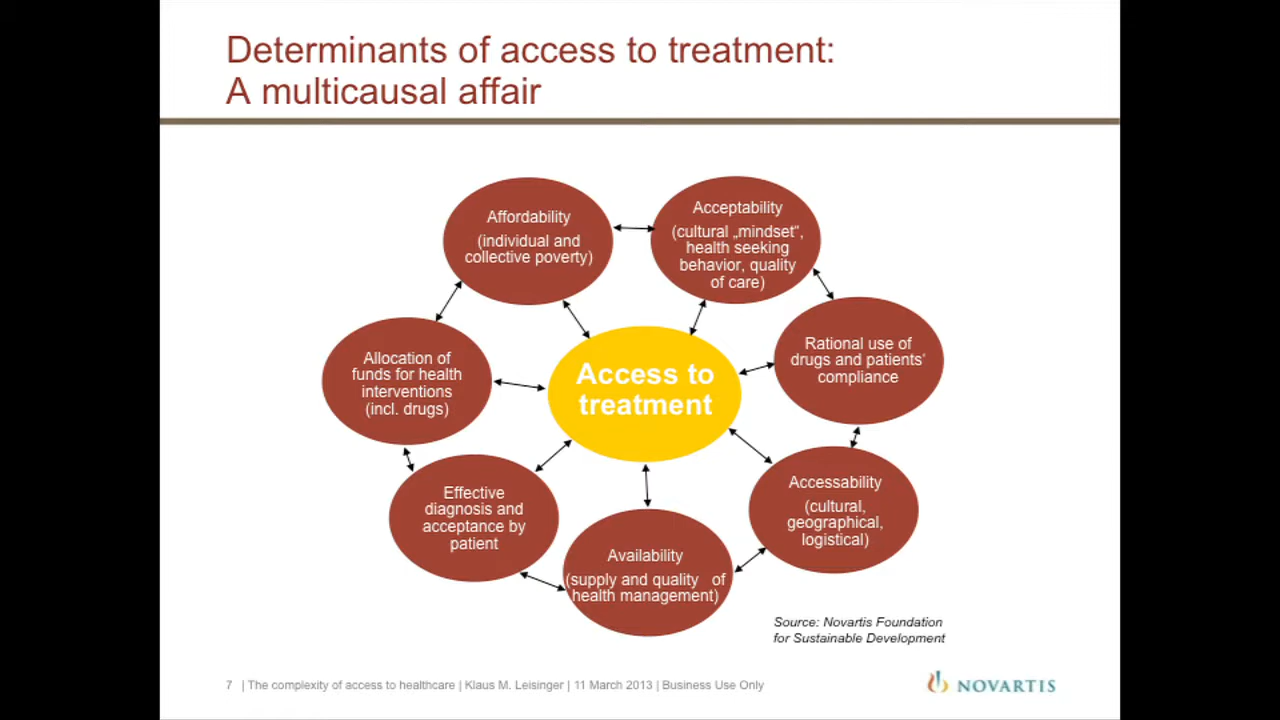 Determinants of access to treatment:
A multicausal affair
Affordability
(individual and
collective poverty)
Acceptability
(cultural „mindset“,
health seeking
behavior, quality
of care)
Rational use of
drugs and patients'
compliance
Accessability
(cultural,
geographical,
logistical)
Availability
(supply and quality of
health management)
Effective
diagnosis and
acceptance by
patient
Allocation of
funds for health
interventions
(incl. drugs)
Access to
treatment
Source: Novartis Foundation
for Sustainable Development
7 | The complexity of access to healthcare | Klaus M. Leisinger | 11 March 2013 | Business Use Only
NOVARTIS